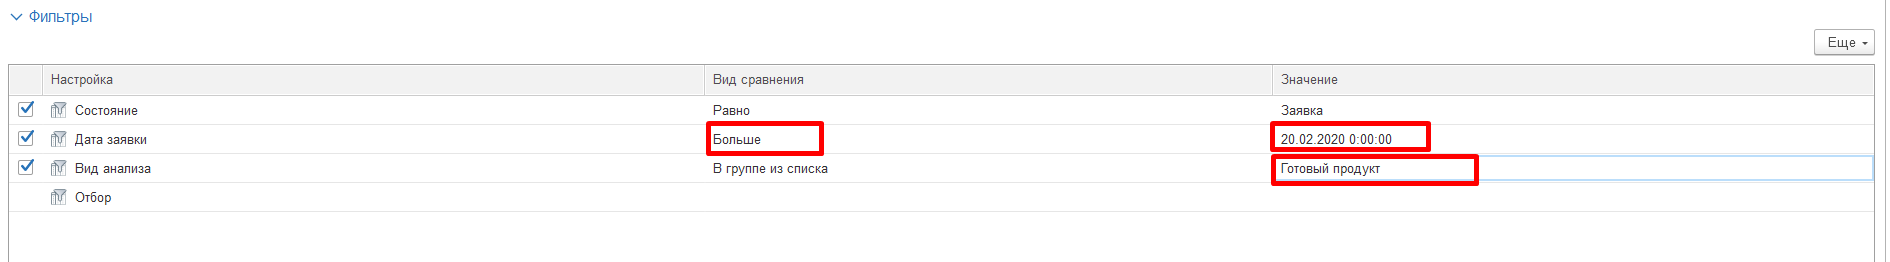 Фильтры
Еще
Настройка Вид сравнения Значение
Состояние Равно Заявка
Дата заявки Больше 20.02.2020 0:00:00
Вид анализа В группе из списка Готовый продукт
Отбор